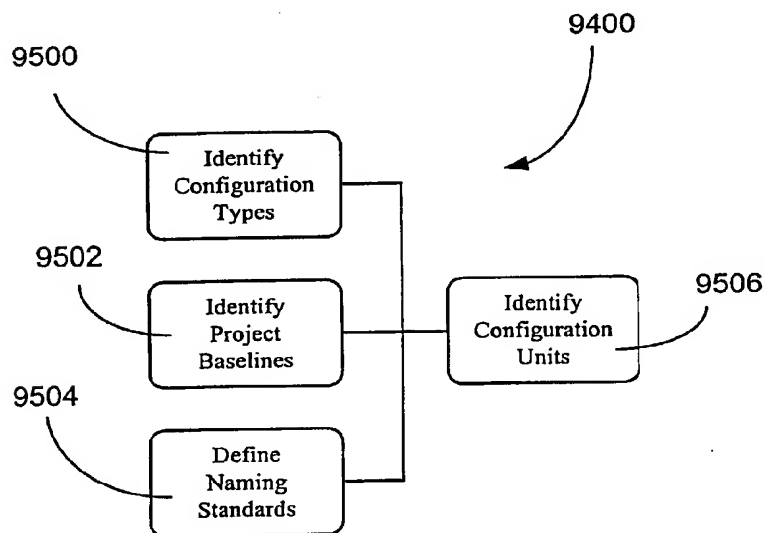 9400
9500
Identify
Configuration
Types
9502
Identify
Project
Baselines
9506
Identify
Configuration
Units
9504
Define
Naming
Standards